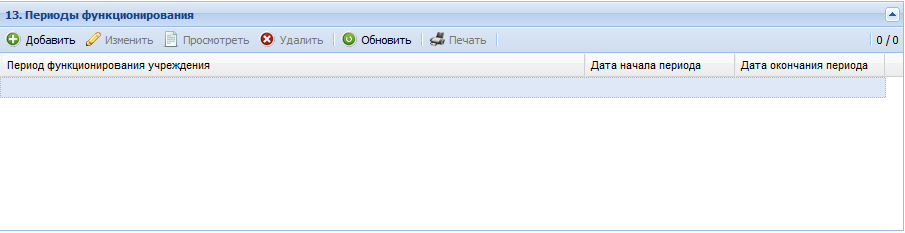 13. Периоды функционирования
Добавить Изменить Просмотреть Удалить Обновить Печать 0 / 0
Период функционирования учреждения Дата начала периода Дата окончания периода